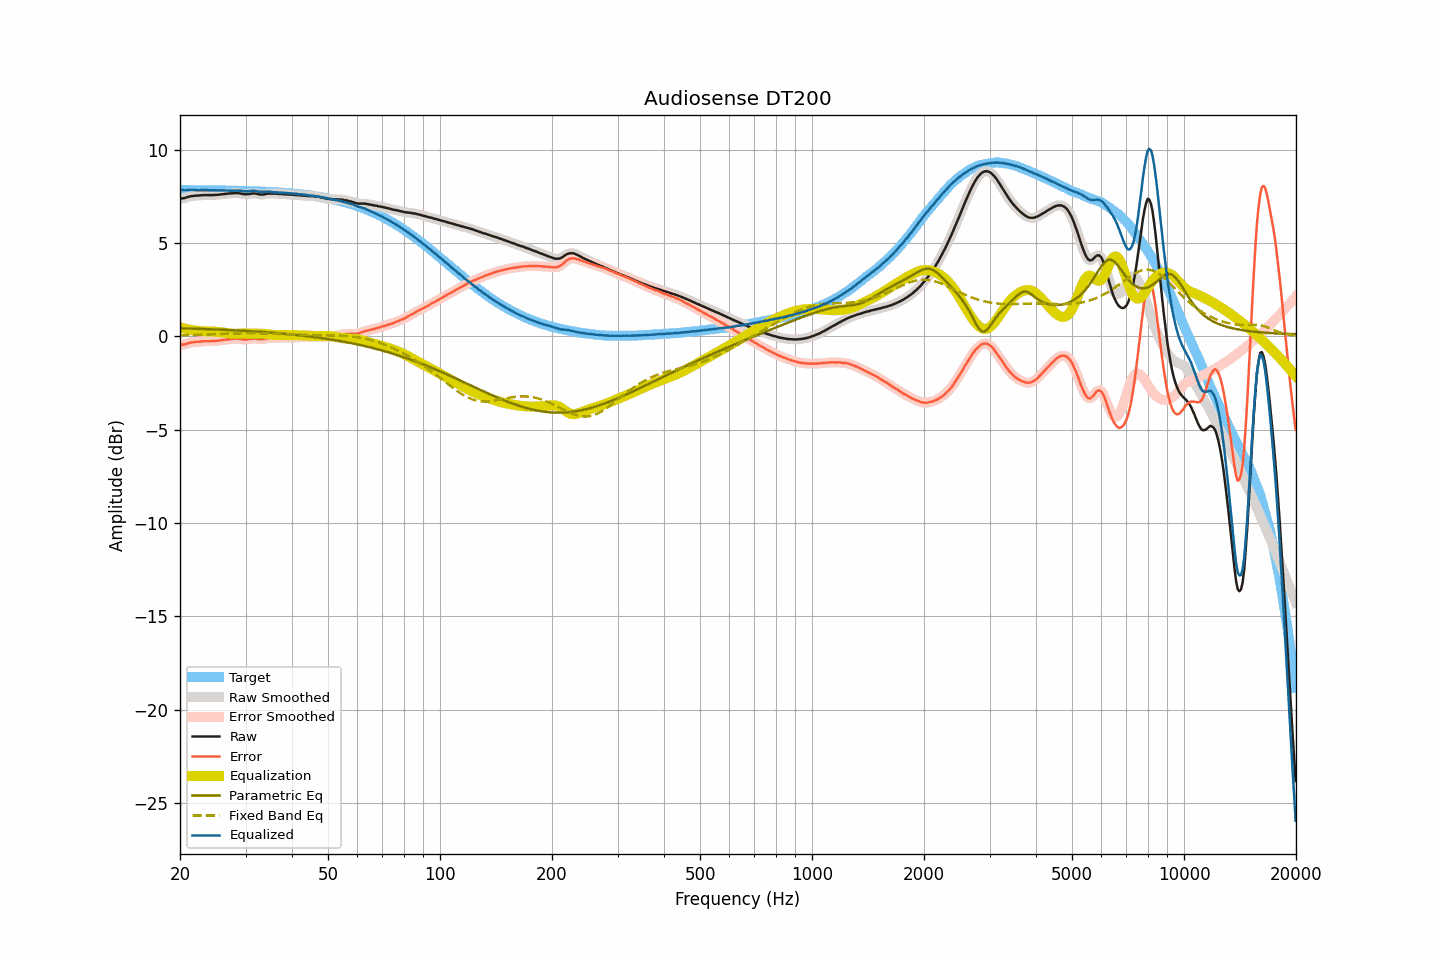 Audiosense DT200
10
5
0
−5
−10
−15
−20
−25
Amplitude (dBr)
Target
Raw Smoothed
Error Smoothed
Raw
Error
Equalization
Parametric Eq
Fixed Band Eq
Equalized
20 50 100 200 500 1000 2000 5000 10000 20000
Frequency (Hz)